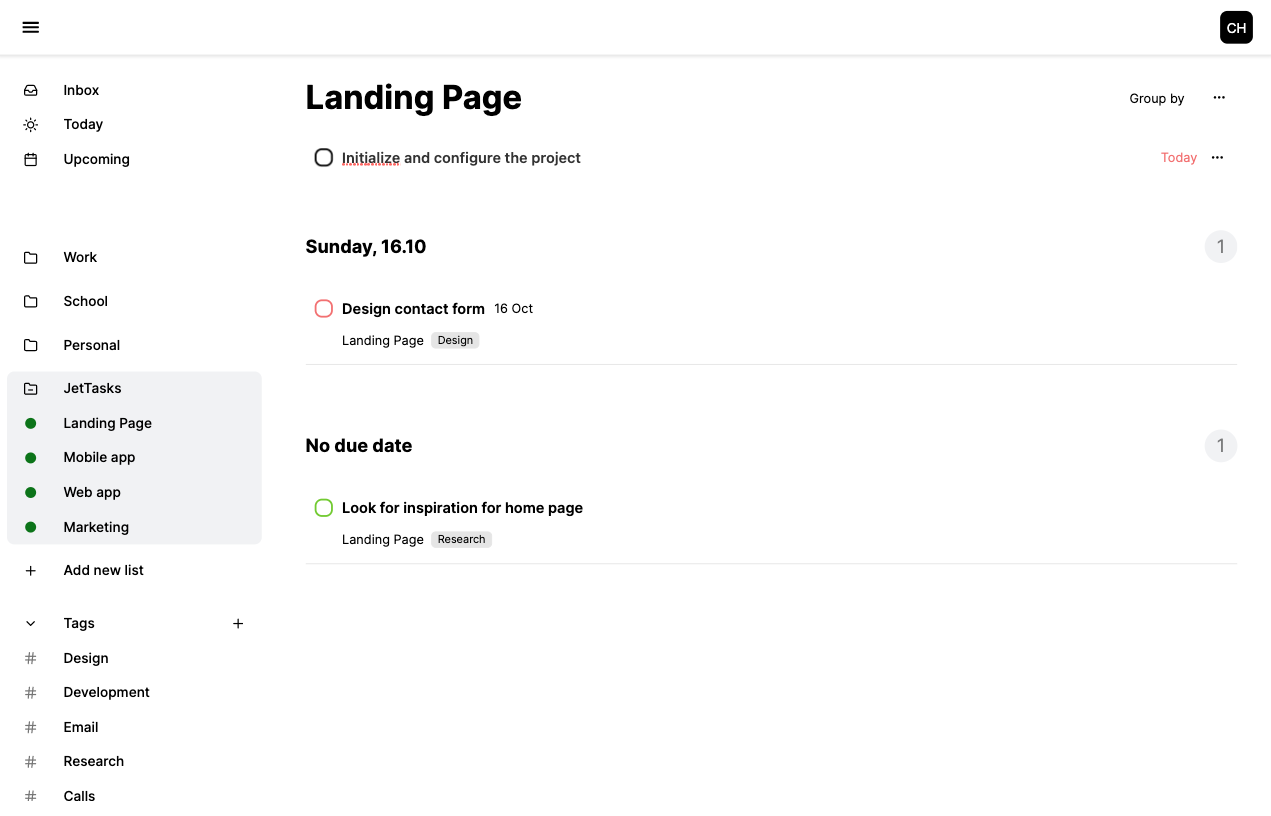 CH
Inbox
Today
Upcoming
Work
School
Personal
JetTasks
Landing Page
Mobile app
Web app
Marketing
Add new list
Tags
# Design
# Development
# Email
# Research
# Calls
Landing Page
Group by
Initialize and configure the project Today
Sunday, 16.10 1
Design contact form 16 Oct
Landing Page Design
No due date 1
Look for inspiration for home page
Landing Page Research